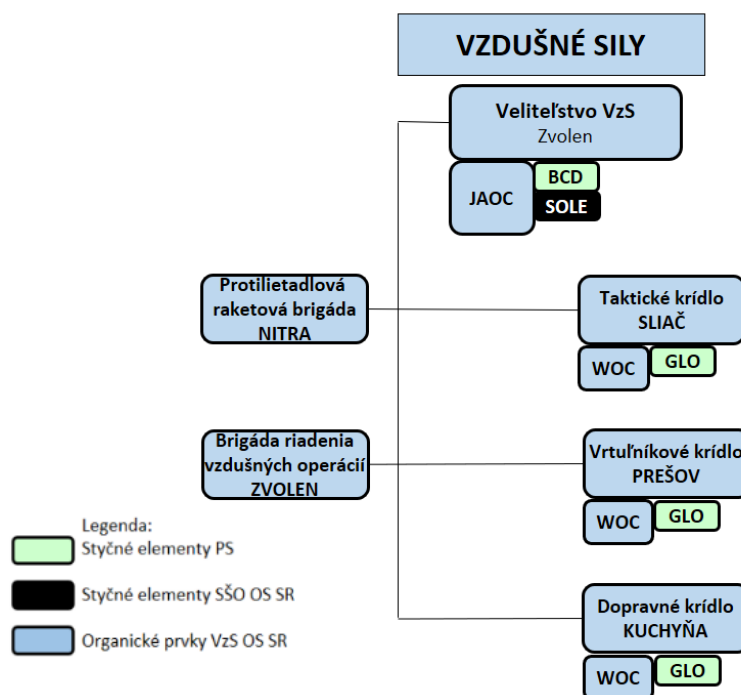 VZDUŠNÉ SILY
Veliteľstvo VzS
Zvolen
JAOC
BCD
SOLE
Protilietadlová
raketová brigáda
NITRA
Taktické krídlo
SLIAČ
WOC
GLO
Brigáda riadenia
vzdušných operácií
ZVOLEN
Vrtuľníkové krídlo
PREŠOV
WOC
GLO
Legenda:
Styčné elementy PS
Styčné elementy SŠO OS SR
Organické prvky VzS OS SR
Dopravné krídlo
KUCHYŇA
WOC
GLO